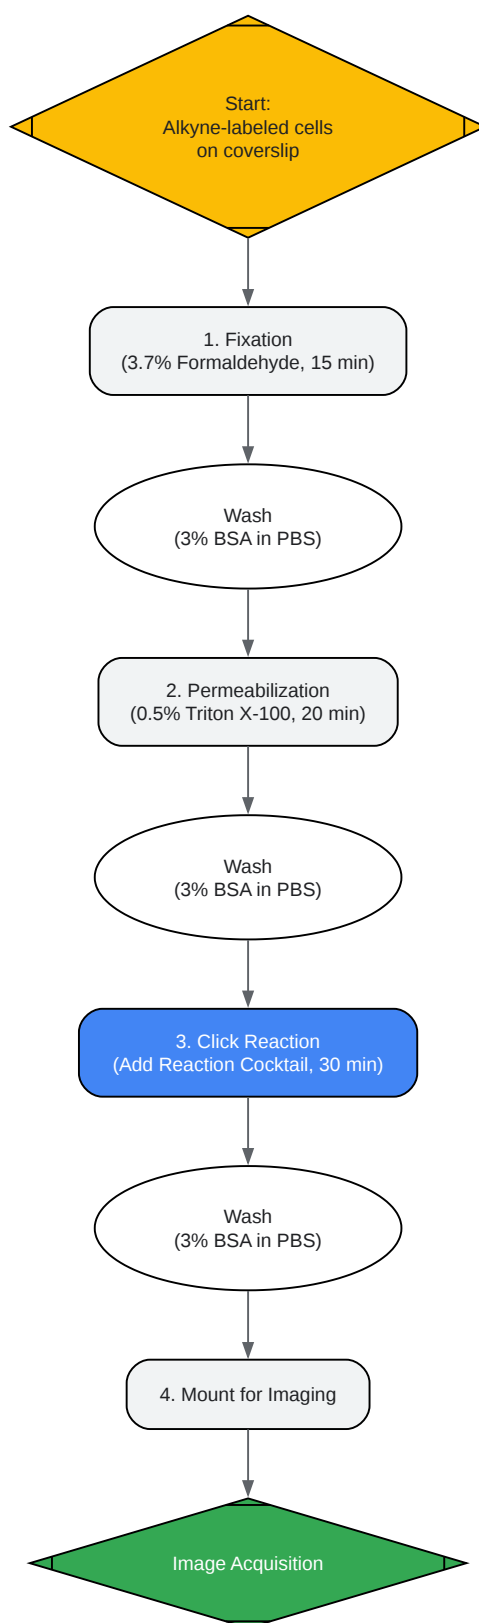 Start:
Alkyne-labeled cells
on coverslip
1. Fixation
(3.7% Formaldehyde, 15 min)
Wash
(3% BSA in PBS)
2. Permeabilization
(0.5% Triton X-100, 20 min)
Wash
(3% BSA in PBS)
3. Click Reaction
(Add Reaction Cocktail, 30 min)
Wash
(3% BSA in PBS)
4. Mount for Imaging
Image Acquisition